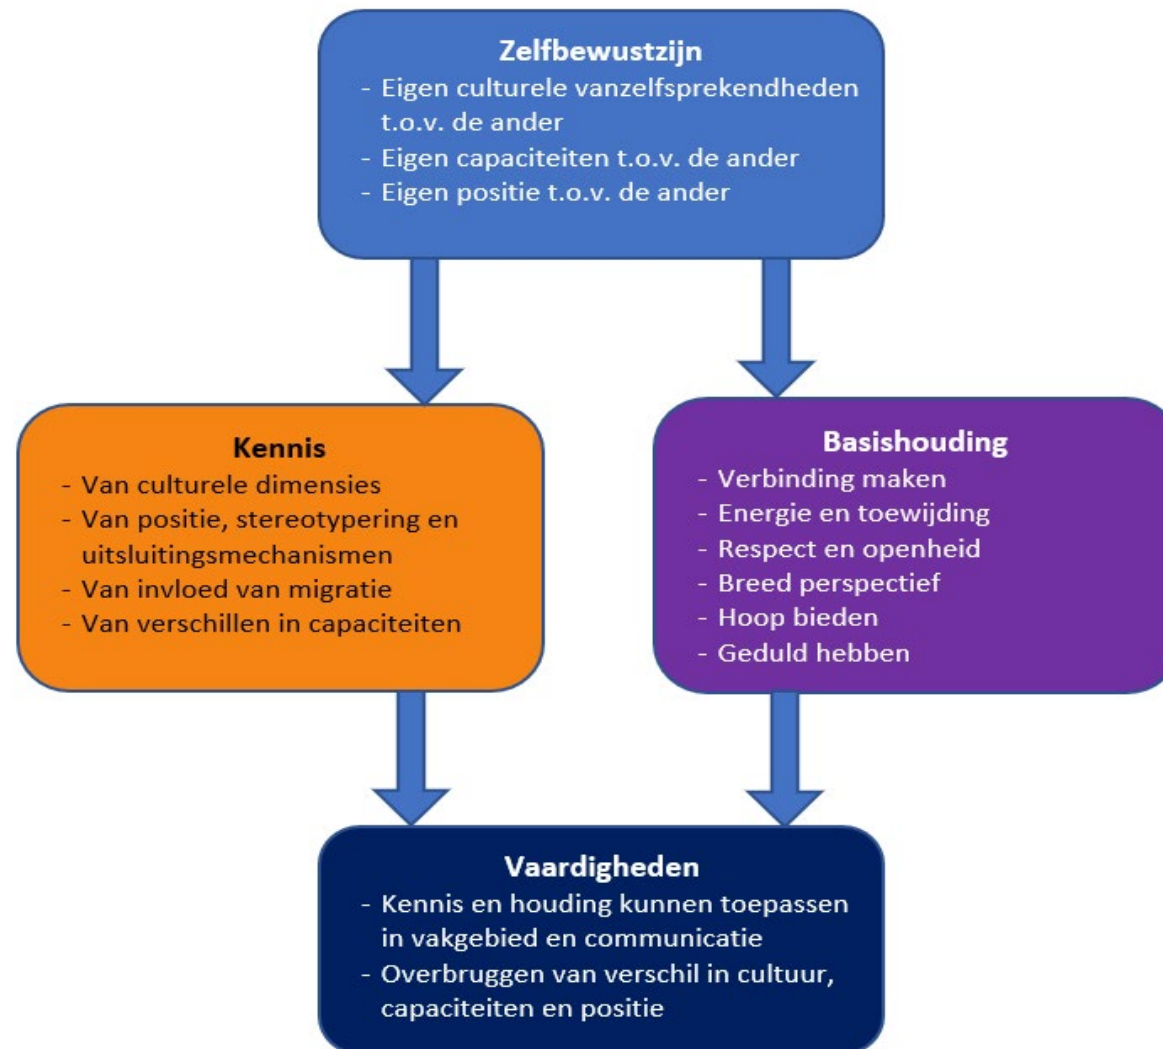 Zelfbewustzijn
- Eigen culturele vanzelfsprekendheden
t.o.v. de ander
- Eigen capaciteiten t.o.v. de ander
- Eigen positie t.o.v. de ander
Kennis
- Van culturele dimensies
- Van positie, stereotypering en
uitsluitingsmechanismen
- Van invloed van migratie
- Van verschillen in capaciteiten
Basishouding
- Verbinding maken
- Energie en toewijding
- Respect en openheid
- Breed perspectief
- Hoop bieden
- Geduld hebben
Vaardigheden
- Kennis en houding kunnen toepassen
in vakgebied en communicatie
- Overbruggen van verschil in cultuur,
capaciteiten en positie